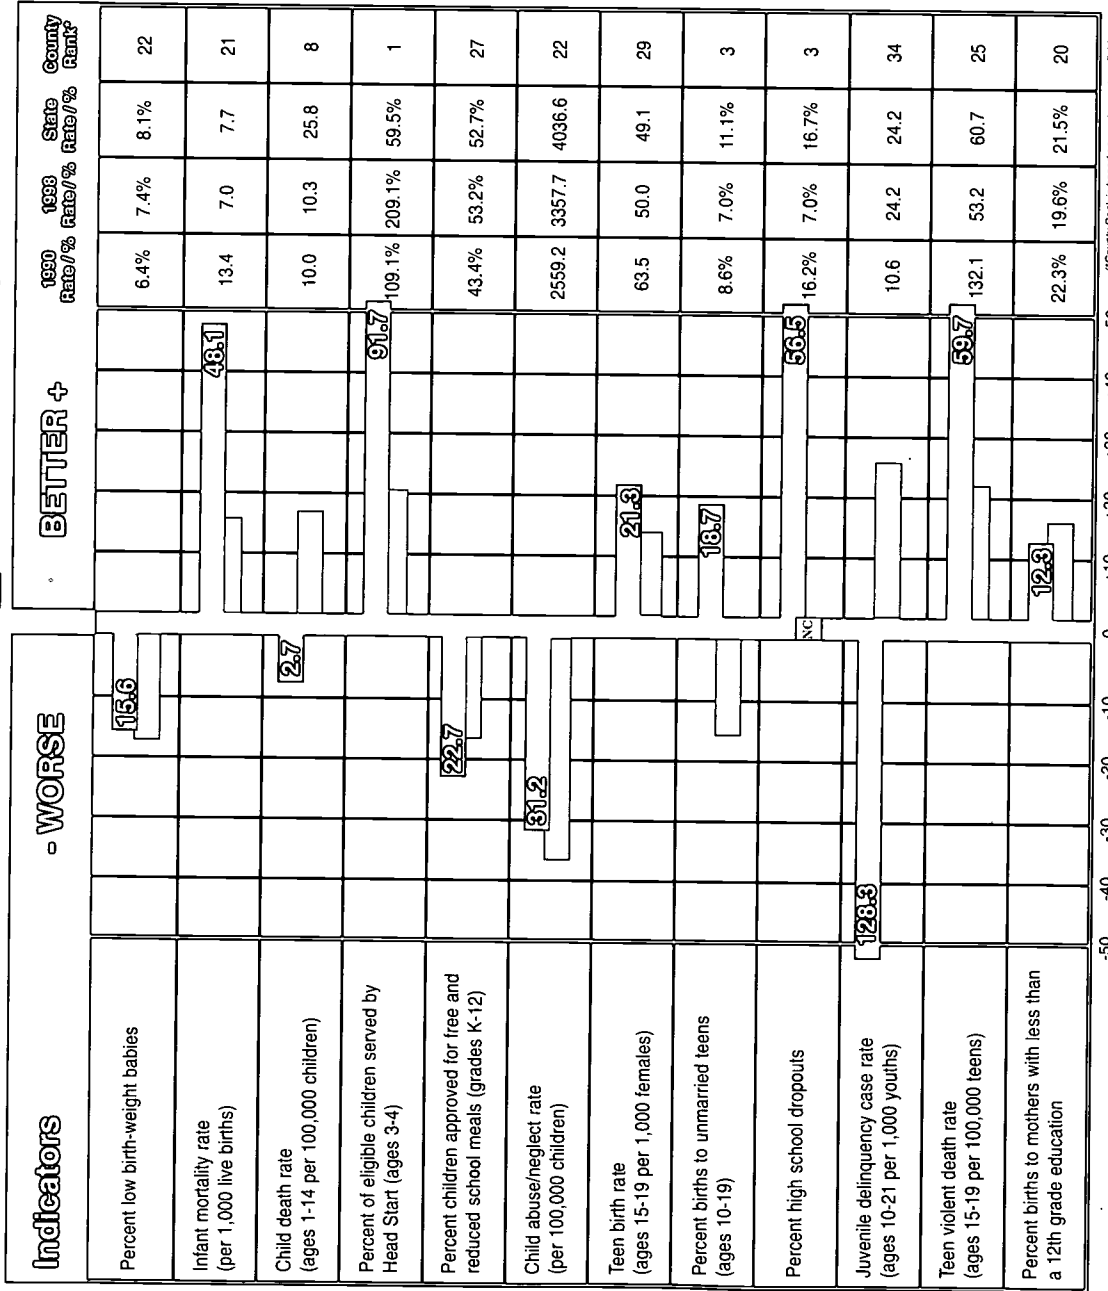 Indicators
- WORSE
BETTER +
1990 Rate / %
1998 Rate / %
State Rate / %
County Rank*
Percent low birth-weight babies
15.6
6.4%
7.4%
8.1%
22
Infant mortality rate
(per 1,000 live births)
48.1
13.4
7.0
7.7
21
Child death rate
(ages 1-14 per 100,000 children)
2.7
10.0
10.3
25.8
8
Percent of eligible children served by
Head Start (ages 3-4)
91.7
109.1%
209.1%
59.5%
1
Percent children approved for free and
reduced school meals (grades K-12)
22.7
43.4%
53.2%
52.7%
27
Child abuse/neglect rate
(per 100,000 children)
31.2
2559.2
3357.7
4036.6
22
Teen birth rate
(ages 15-19 per 1,000 females)
21.3
63.5
50.0
49.1
29
Percent births to unmarried teens
(ages 10-19)
18.7
8.6%
7.0%
11.1%
3
Percent high school dropouts
NC
56.5
16.2%
7.0%
16.7%
3
Juvenile delinquency case rate
(ages 10-21 per 1,000 youths)
128.3
10.6
24.2
24.2
34
Teen violent death rate
(ages 15-19 per 100,000 teens)
59.7
132.1
53.2
60.7
25
Percent births to mothers with less than
a 12th grade education
12.3
22.3%
19.6%
21.5%
20
-50 -40 -30 -20 -10 0 +10 +20